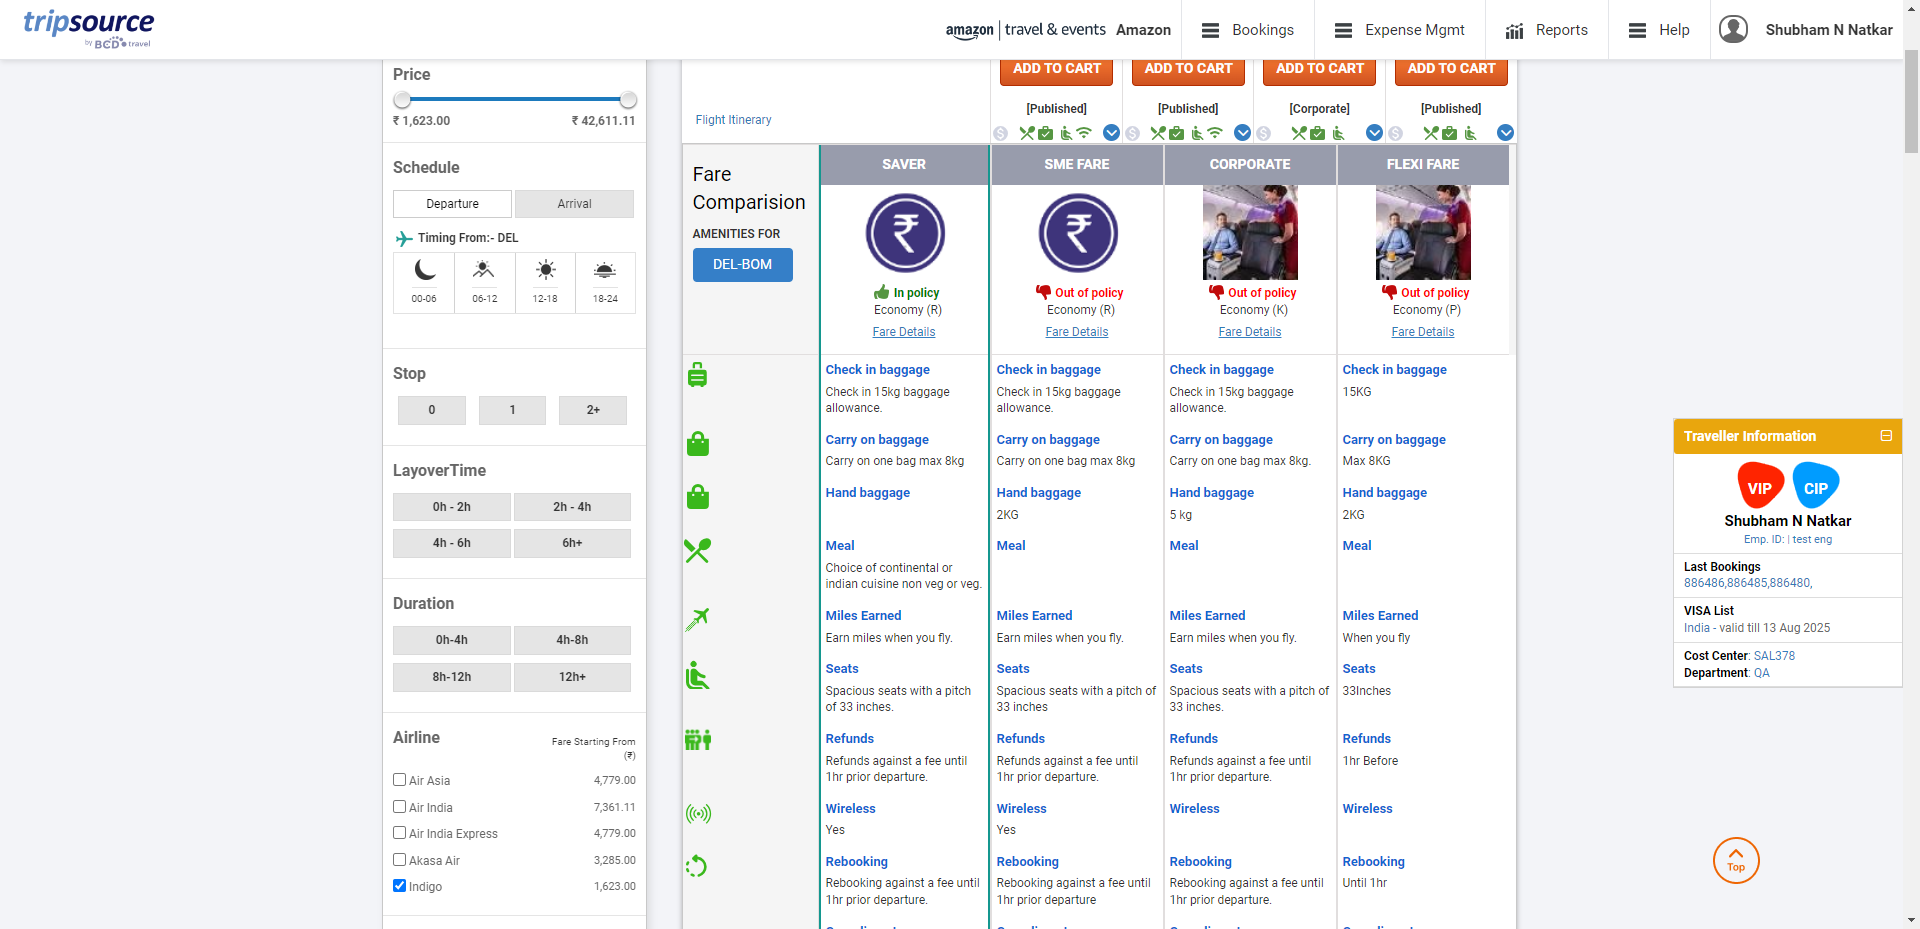 tripsource
by BCD travel
amazon | travel & events Amazon
Bookings
Expense Mgmt
Reports
Help
Shubham N Natkar
Price
₹ 1,623.00 ₹ 42,611.11
Schedule
Departure Arrival
Timing From:- DEL
00-06 06-12 12-18 18-24
Stop
0 1 2+
LayoverTime
0h - 2h 2h - 4h
4h - 6h 6h+
Duration
0h-4h 4h-8h
8h-12h 12h+
Airline Fare Starting From
(₹)
Air Asia 4,779.00
Air India 7,361.11
Air India Express 4,779.00
Akasa Air 3,285.00
Indigo 1,623.00
ADD TO CART ADD TO CART ADD TO CART ADD TO CART
[Published] [Published] [Corporate] [Published]
Flight Itinerary
Fare
Comparision
AMENITIES FOR
DEL-BOM
SAVER SME FARE CORPORATE FLEXI FARE
In policy Out of policy Out of policy Out of policy
Economy (R) Economy (R) Economy (K) Economy (P)
Fare Details Fare Details Fare Details Fare Details
Check in baggage Check in baggage Check in baggage Check in baggage
Check in 15kg baggage Check in 15kg baggage Check in 15kg baggage 15KG
allowance. allowance. allowance.
Carry on baggage Carry on baggage Carry on baggage Carry on baggage
Carry on one bag max 8kg Carry on one bag max 8kg Carry on one bag max 8kg. Max 8KG
Hand baggage Hand baggage Hand baggage Hand baggage
2KG 5 kg 2KG
Meal Meal Meal Meal
Choice of continental or
indian cuisine non veg or veg.
Miles Earned Miles Earned Miles Earned Miles Earned
Earn miles when you fly. Earn miles when you fly. Earn miles when you fly. When you fly
Seats Seats Seats Seats
Spacious seats with a pitch Spacious seats with a pitch of Spacious seats with a pitch of 33Inches
of 33 inches. 33 inches 33 inches.
Refunds Refunds Refunds Refunds
Refunds against a fee until Refunds against a fee until Refunds against a fee until 1hr Before
1hr prior departure. 1hr prior departure. 1hr prior departure.
Wireless Wireless Wireless Wireless
Yes Yes
Rebooking Rebooking Rebooking Rebooking
Rebooking against a fee until Rebooking against a fee until Rebooking against a fee until Until 1hr
1hr prior departure. 1hr prior departure 1hr prior departure.
Traveller Information
VIP CIP
Shubham N Natkar
Emp. ID: | test eng
Last Bookings
886486,886485,886480,
VISA List
India - valid till 13 Aug 2025
Cost Center: SAL378
Department: QA
Top